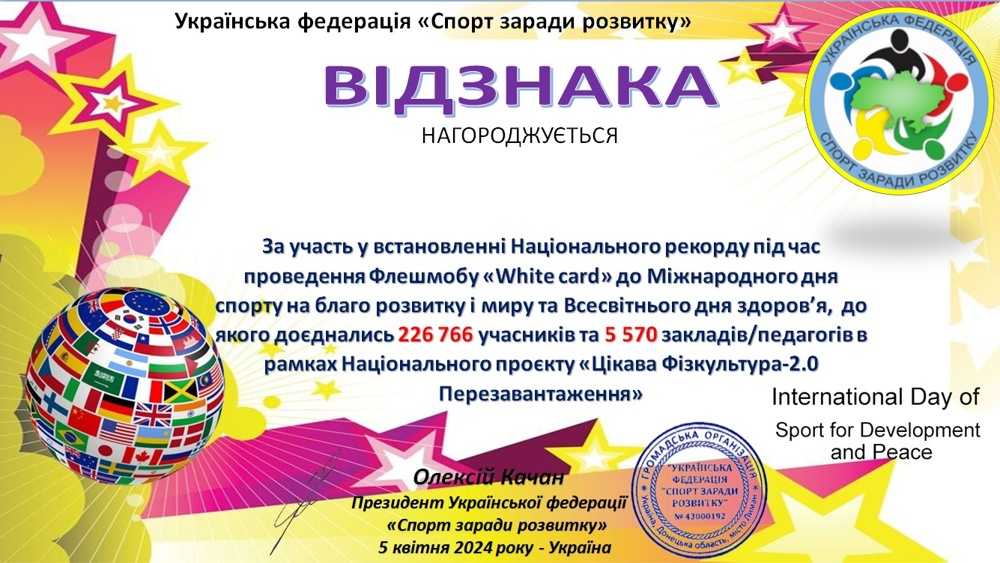 Українська федерація «Спорт заради розвитку»
УКРАЇНСЬКА ФЕДЕРАЦІЯ
СПОРТ ЗАРАДИ РОЗВИТКУ
ВІДЗНАКА
НАГОРОДЖУЄТЬСЯ
За участь у встановленні Національного рекорду під час
проведення Флешмобу «White card» до Міжнародного дня
спорту на благо розвитку і миру та Всесвітнього дня здоров’я, до
якого доєднались 226 766 учасників та 5 570 закладів/педагогів в
рамках Національного проєкту «Цікава Фізкультура-2.0
Перезавантаження»
International Day of
Sport for Development
and Peace
Олексій Качан
Президент Української федерації
«Спорт заради розвитку»
5 квітня 2024 року - Україна
ГРОМАДСЬКА ОРГАНІЗАЦІЯ
"УКРАЇНСЬКА
ФЕДЕРАЦІЯ
"СПОРТ ЗАРАДИ
РОЗВИТКУ"
№ 43000192
* Україна, Донецька область, місто Лиман *